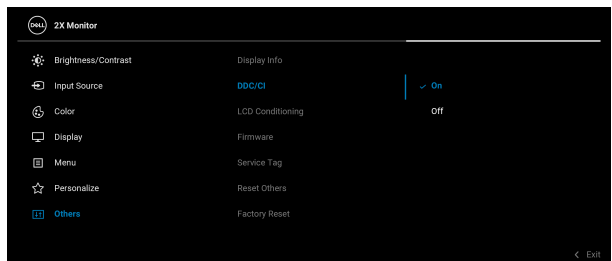 DELL 2X Monitor
Brightness/Contrast Display Info
Input Source DDC/CI ✓ On
Color LCD Conditioning Off
Display Firmware
Menu Service Tag
Personalize Reset Others
Others Factory Reset
< Exit